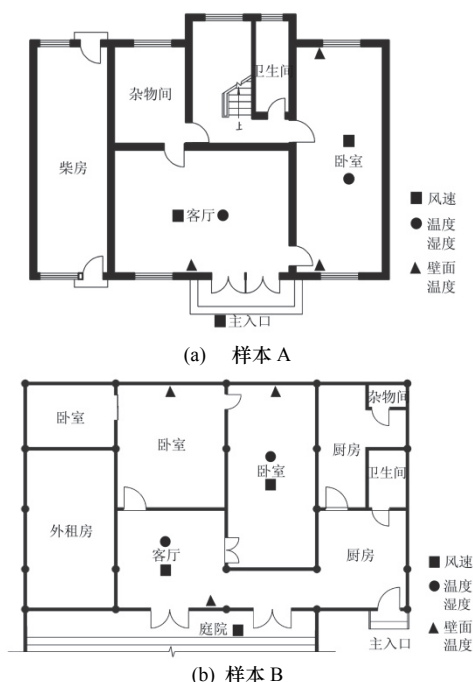 卫生间
杂物间
卧室
柴房
上
客厅
风速
温度
湿度
壁面
温度
主入口
(a) 样本 A
杂物间
卧室
卧室
厨房
卧室
卫生间
外租房
客厅
厨房
风速
温度
湿度
壁面
温度
庭院
主入口
(b) 样本 B